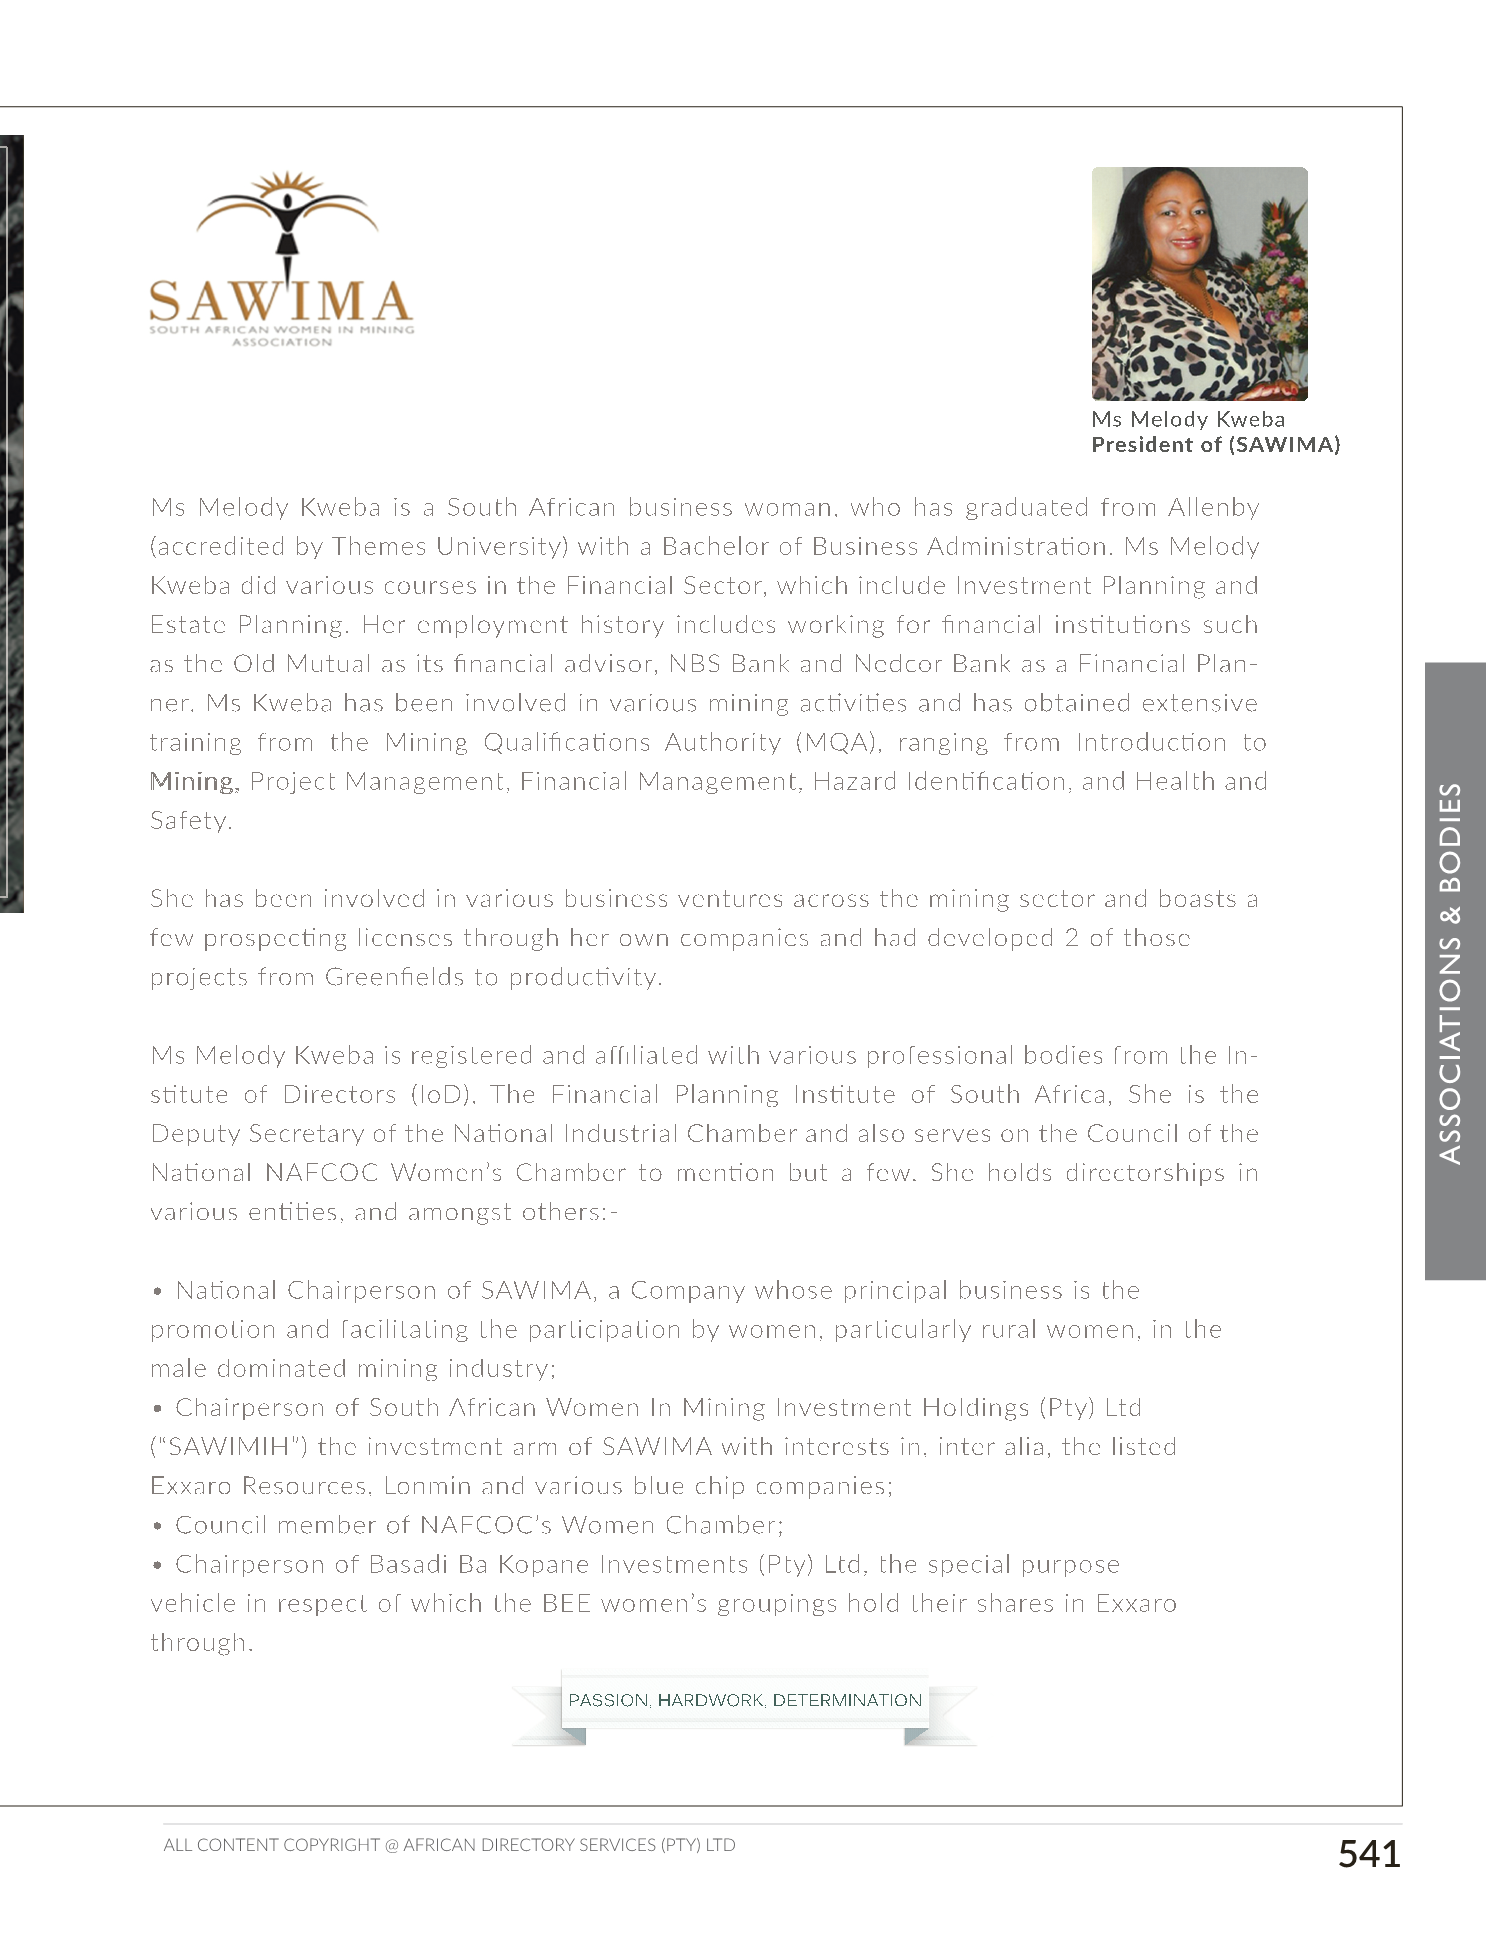 SAWIMA
SOUTH AFRICAN WOMEN IN MINING
ASSOCIATION
Ms Melody Kweba
President of (SAWIMA)
Ms Melody Kweba is a South African business woman, who has graduated from Allenby
(accredited by Themes University) with a Bachelor of Business Administration. Ms Melody
Kweba did various courses in the Financial Sector, which include Investment Planning and
Estate Planning. Her employment history includes working for financial institutions such
as the Old Mutual as its financial advisor, NBS Bank and Nedcor Bank as a Financial Plan-
ner. Ms Kweba has been involved in various mining activities and has obtained extensive
training from the Mining Qualifications Authority (MQA), ranging from Introduction to
Mining, Project Management, Financial Management, Hazard Identification, and Health and
Safety.
She has been involved in various business ventures across the mining sector and boasts a
few prospecting licenses through her own companies and had developed 2 of those
projects from Greenfields to productivity.
Ms Melody Kweba is registered and affiliated with various professional bodies from the In-
stitute of Directors (IoD), The Financial Planning Institute of South Africa, She is the
Deputy Secretary of the National Industrial Chamber and also serves on the Council of the
National NAFCOC Women's Chamber to mention but a few. She holds directorships in
various entities, and amongst others:-
• National Chairperson of SAWIMA, a Company whose principal business is the
promotion and facilitating the participation by women, particularly rural women, in the
male dominated mining industry;
• Chairperson of South African Women In Mining Investment Holdings (Pty) Ltd
("SAWIMIH") the investment arm of SAWIMA with interests in, inter alia, the listed
Exxaro Resources, Lonmin and various blue chip companies;
• Council member of NAFCOC's Women Chamber;
• Chairperson of Basadi Ba Kopane Investments (Pty) Ltd, the special purpose
vehicle in respect of which the BEE women's groupings hold their shares in Exxaro
through.
PASSION, HARDWORK, DETERMINATION
ASSOCIATIONS & BODIES
ALL CONTENT COPYRIGHT @ AFRICAN DIRECTORY SERVICES (PTY) LTD
541